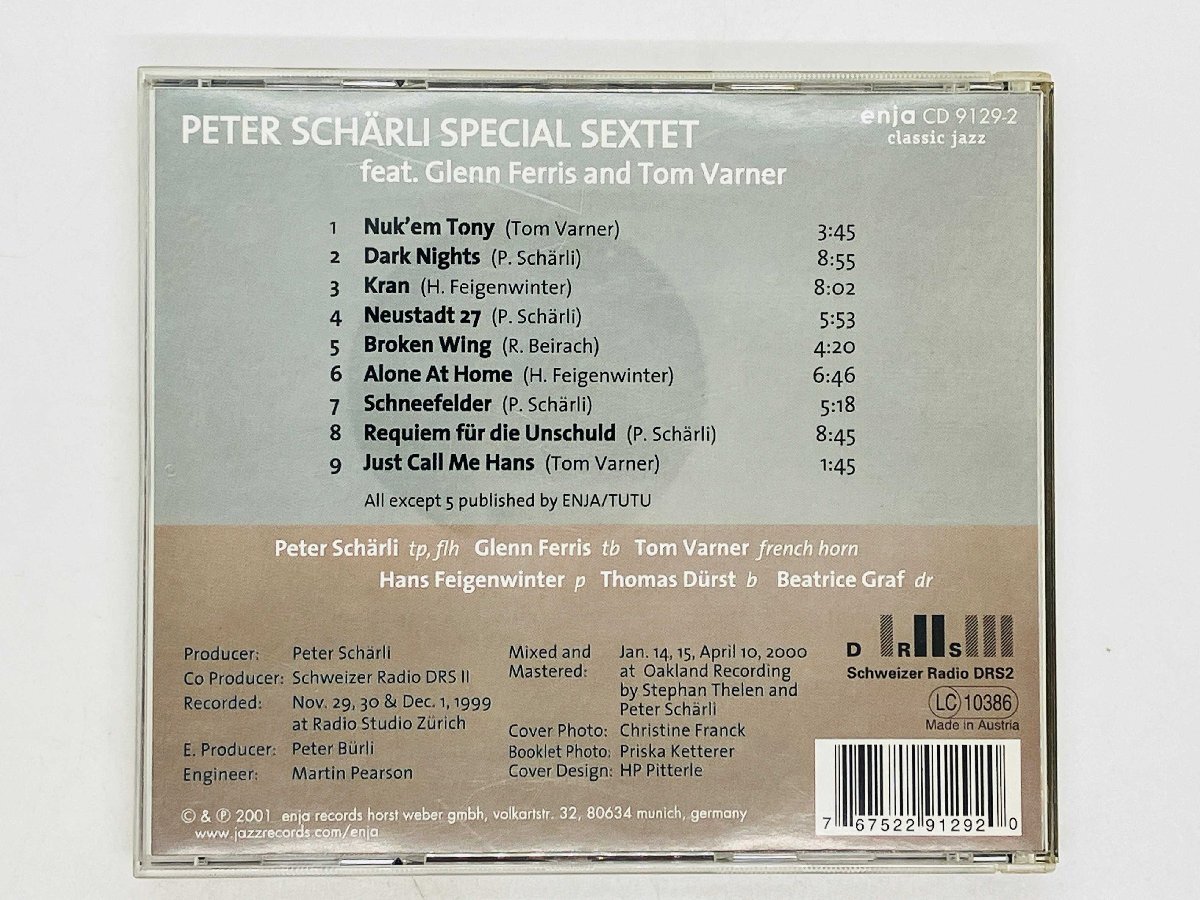 PETER SCHÄRLI SPECIAL SEXTET
feat. Glenn Ferris and Tom Varner
enja CD 9129-2
classic jazz
1 Nuk'em Tony (Tom Varner) 3:45
2 Dark Nights (P. Schärli) 8:55
3 Kran (H. Feigenwinter) 8:02
4 Neustadt 27 (P. Schärli) 5:53
5 Broken Wing (R. Beirach) 4:20
6 Alone At Home (H. Feigenwinter) 6:46
7 Schneefelder (P. Schärli) 5:18
8 Requiem für die Unschuld (P. Schärli) 8:45
9 Just Call Me Hans (Tom Varner) 1:45
All except 5 published by ENJA/TUTU
Peter Schärli tp, flh Glenn Ferris tb Tom Varner french horn
Hans Feigenwinter p Thomas Dürst b Beatrice Graf dr
Producer: Peter Schärli
Co Producer: Schweizer Radio DRS II
Recorded: Nov. 29, 30 & Dec. 1, 1999
at Radio Studio Zürich
E. Producer: Peter Bürli
Engineer: Martin Pearson
Mixed and Jan. 14, 15, April 10, 2000
Mastered: at Oakland Recording
by Stephan Thelen and
Peter Schärli
Cover Photo: Christine Franck
Booklet Photo: Priska Ketterer
Cover Design: HP Pitterle
D R S
Schweizer Radio DRS2
LC 10386
Made in Austria
7 67522 91292 0
© & ℗ 2001 enja records horst weber gmbh, volkartstr. 32, 80634 munich, germany
www.jazzrecords.com/enja